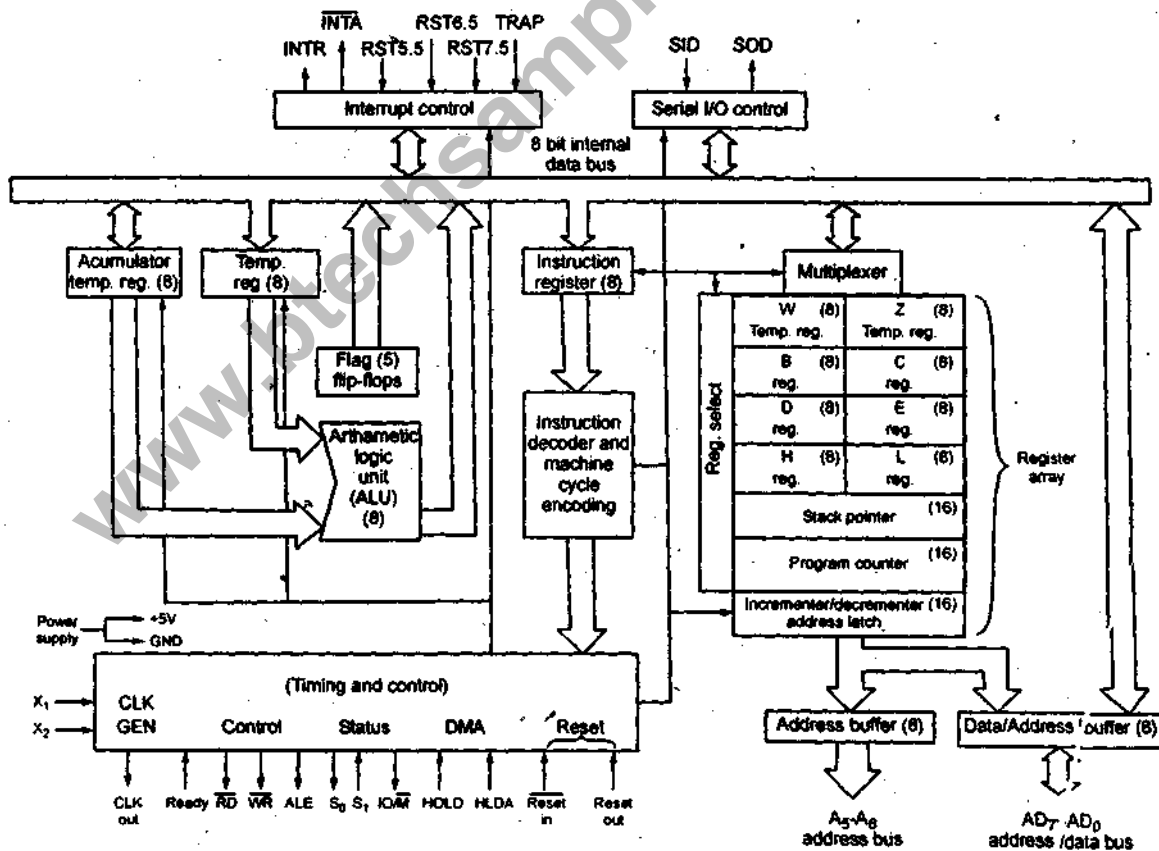 INTA RST6.5 TRAP
INTR RST5.5 RST7.5
SID SOD
Interrupt control
Serial I/O control
8 bit internal
data bus
Acumulator
temp. reg. (8)
Temp.
reg (8)
Instruction
register (8)
Multiplexer
Flag (5)
flip-flops
Arthametic
logic
unit
(ALU)
(8)
Instruction
decoder and
machine
cycle
encoding
Reg. select
W (8) Z (8)
Temp. reg. Temp. reg.
B (8) C (8)
reg. reg.
D (8) E (8)
reg. reg.
H (8) L (8)
reg. reg.
Stack pointer (16)
Program counter (16)
Incrementer/decrementer (16)
address latch
Register
array
Power
supply
+5V
GND
(Timing and control)
X1
X2
CLK
GEN
Control Status DMA Reset
CLK
out
Ready RD WR ALE S0 S1 IO/M HOLD HLDA
Reset
in
Reset
out
Address buffer (8)
Data/Address buffer (8)
A5-A8
address bus
AD7- AD0
address /data bus
www.btechsampl